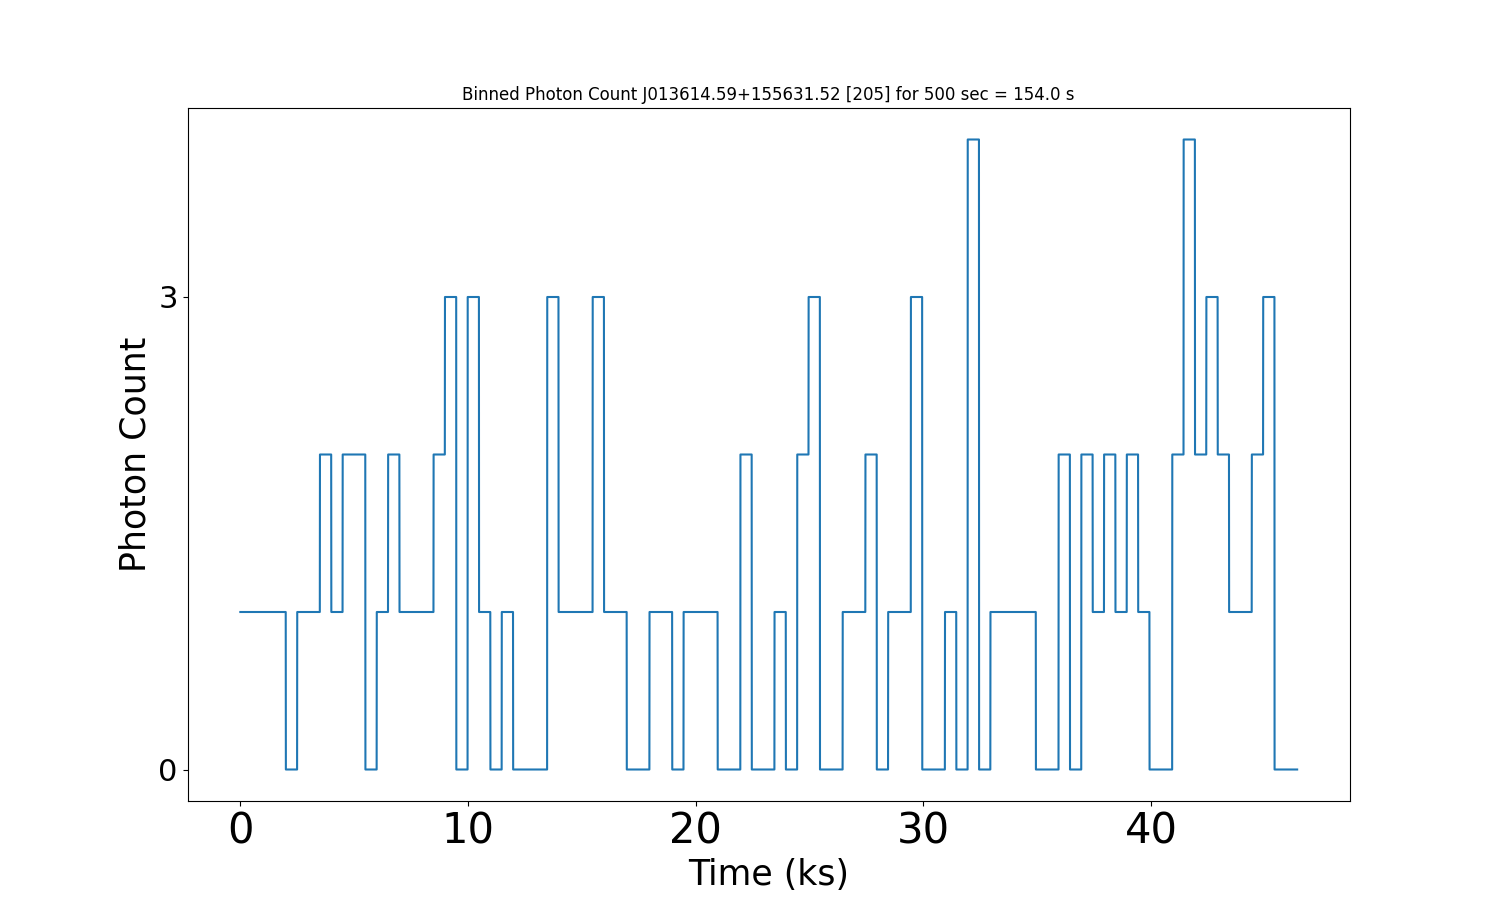 Binned Photon Count J013614.59+155631.52 [205] for 500 sec = 154.0 s
3
0
Photon Count
0 10 20 30 40
Time (ks)